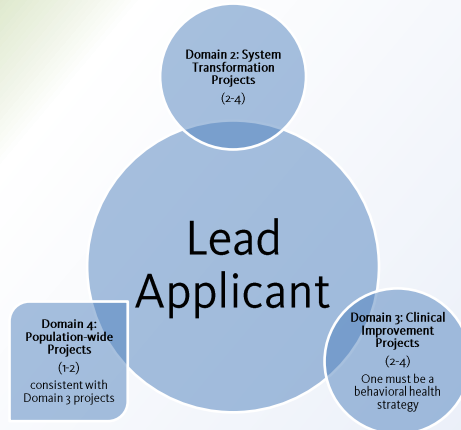 Domain 2: System
Transformation
Projects
(2-4)
Lead
Applicant
Domain 4:
Population-wide
Projects
(1-2)
consistent with
Domain 3 projects
Domain 3: Clinical
Improvement
Projects
(2-4)
One must be a
behavioral health
strategy